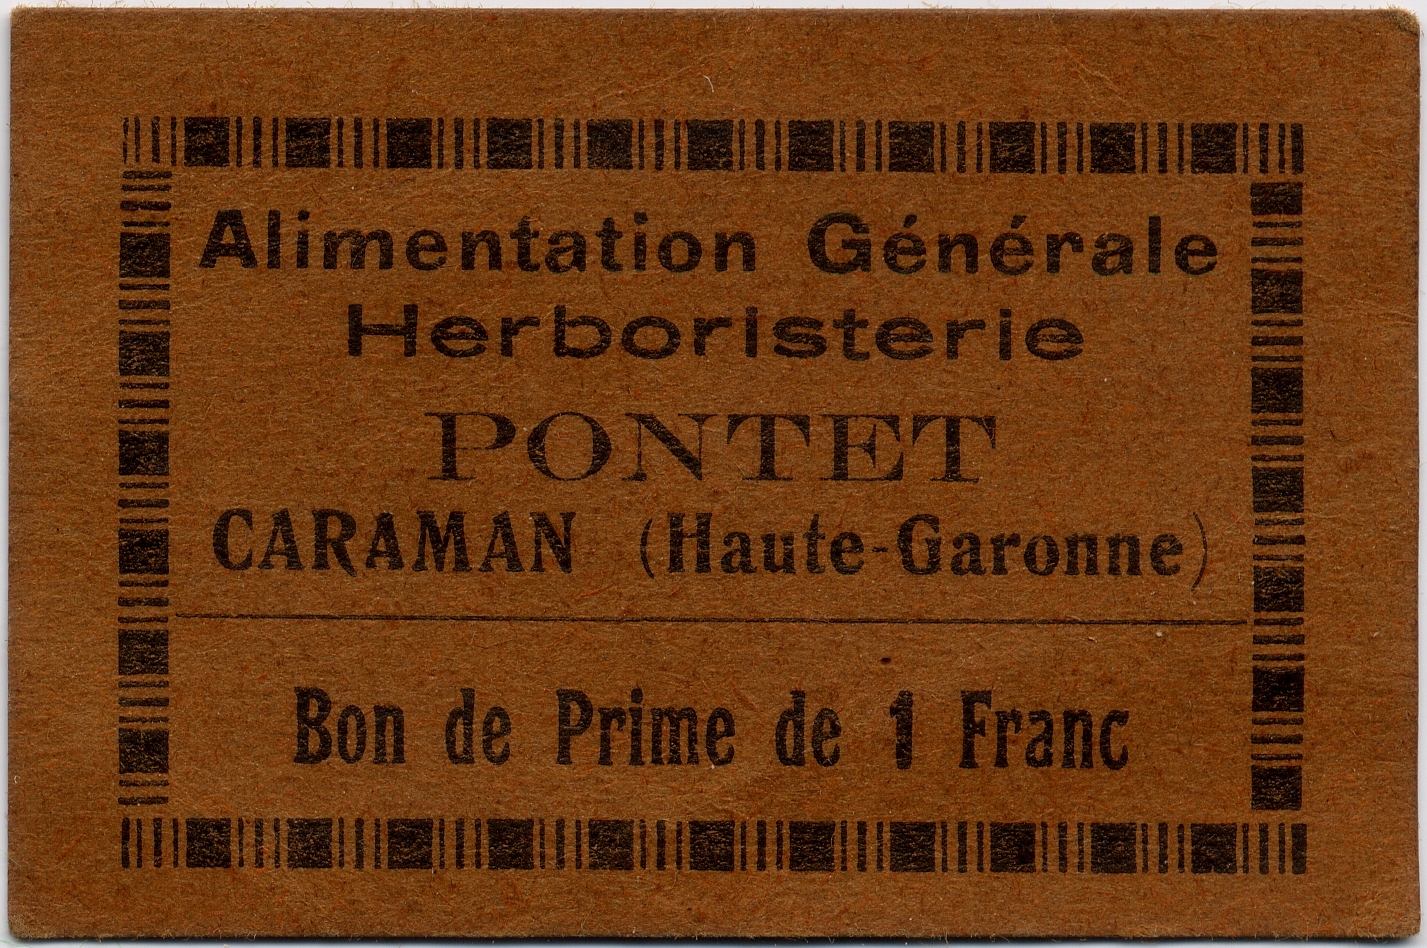 Alimentation Générale
Herboristerie
PONTET
CARAMAN (Haute-Garonne)
Bon de Prime de 1 Franc